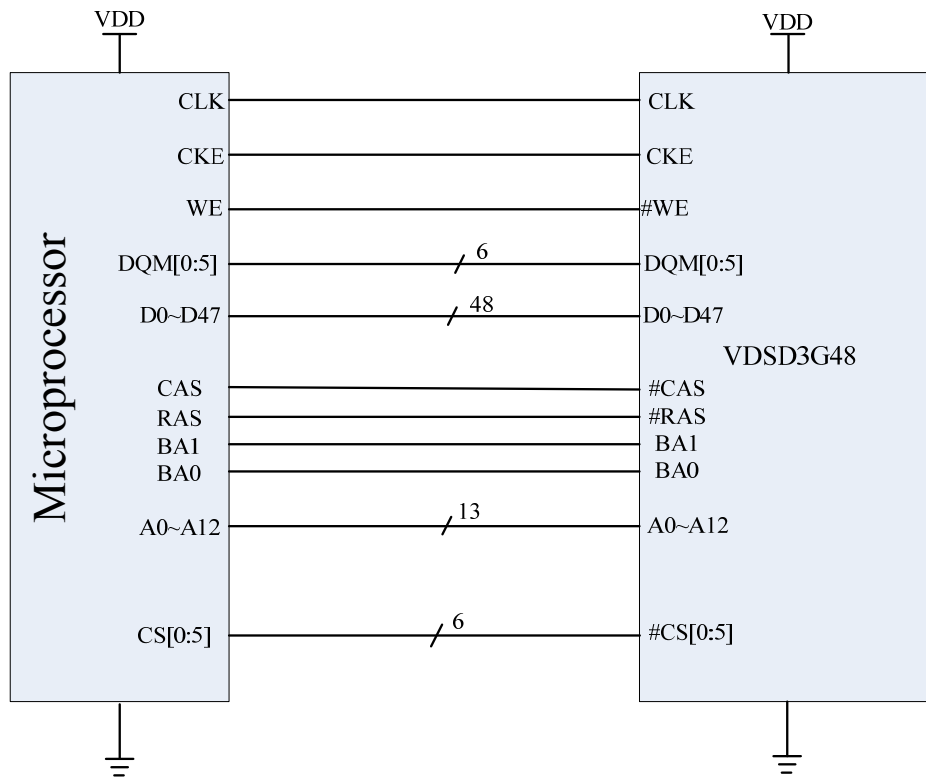 VDD VDD
CLK CLK
CKE CKE
WE #WE
DQM[0:5] 6 DQM[0:5]
D0~D47 48 D0~D47
Microprocessor VDSD3G48
CAS #CAS
RAS #RAS
BA1 BA1
BA0 BA0
A0~A12 13 A0~A12
CS[0:5] 6 #CS[0:5]